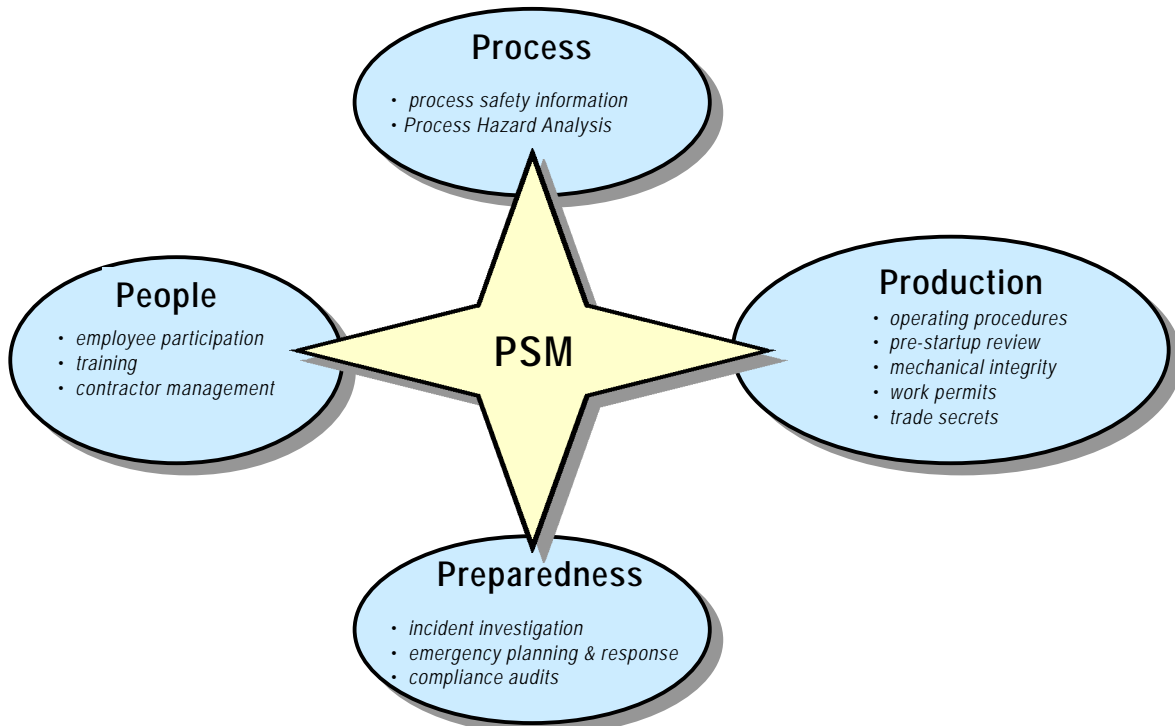 Process
• process safety information
• Process Hazard Analysis
People
• employee participation
• training
• contractor management
PSM
Production
• operating procedures
• pre-startup review
• mechanical integrity
• work permits
• trade secrets
Preparedness
• incident investigation
• emergency planning & response
• compliance audits